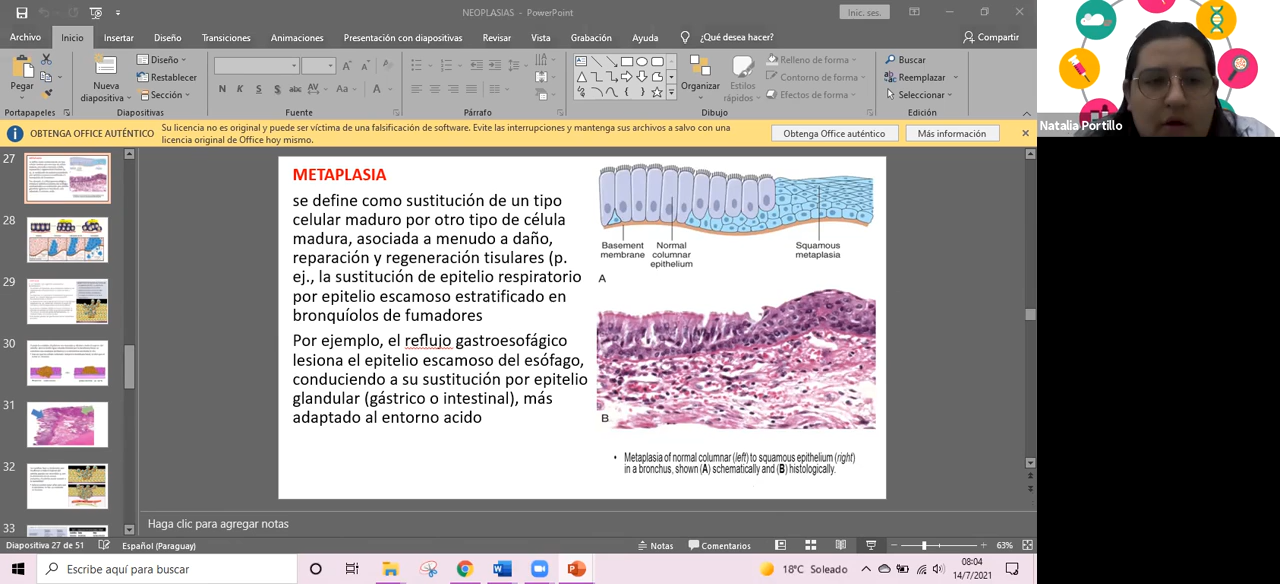 NEOPLASIAS - PowerPoint
Inic. ses.
Archivo Inicio Insertar Diseño Transiciones Animaciones Presentación con diapositivas Revisar Vista Grabación Ayuda ¿Qué desea hacer? Compartir
Pegar
Nueva diapositiva
Diseño
Restablecer
Sección
N K S S abc AV Aa A
Organizar
Estilos rápidos
Relleno de forma
Contorno de forma
Efectos de forma
Buscar
Reemplazar
Seleccionar
Portapapeles Diapositivas Fuente Párrafo Dibujo Edición
Natalia Portillo
OBTENGA OFFICE AUTÉNTICO
Su licencia no es original y puede ser víctima de una falsificación de software. Evite las interrupciones y mantenga sus archivos a salvo con una
licencia original de Office hoy mismo.
Obtenga Office auténtico
Más información
27
28
29
30
31
32
33
METAPLASIA
se define como sustitución de un tipo
celular maduro por otro tipo de célula
madura, asociada a menudo a daño,
reparación y regeneración tisulares (p.
ej., la sustitución de epitelio respiratorio
por epitelio escamoso estratificado en
bronquíolos de fumadores
Por ejemplo, el reflujo gastroesofágico
lesiona el epitelio escamoso del esófago,
conduciendo a su sustitución por epitelio
glandular (gástrico o intestinal), más
adaptado al entorno acido
Basement
membrane
Normal
columnar
epithelium
Squamous
metaplasia
A
B
• Metaplasia of normal columnar (left) to squamous epithelium (right)
in a bronchus, shown (A) schematically and (B) histologically.
Haga clic para agregar notas
Diapositiva 27 de 51 Español (Paraguay) Notas Comentarios 63%
Escribe aquí para buscar
18°C Soleado
08:04
14/7/2021